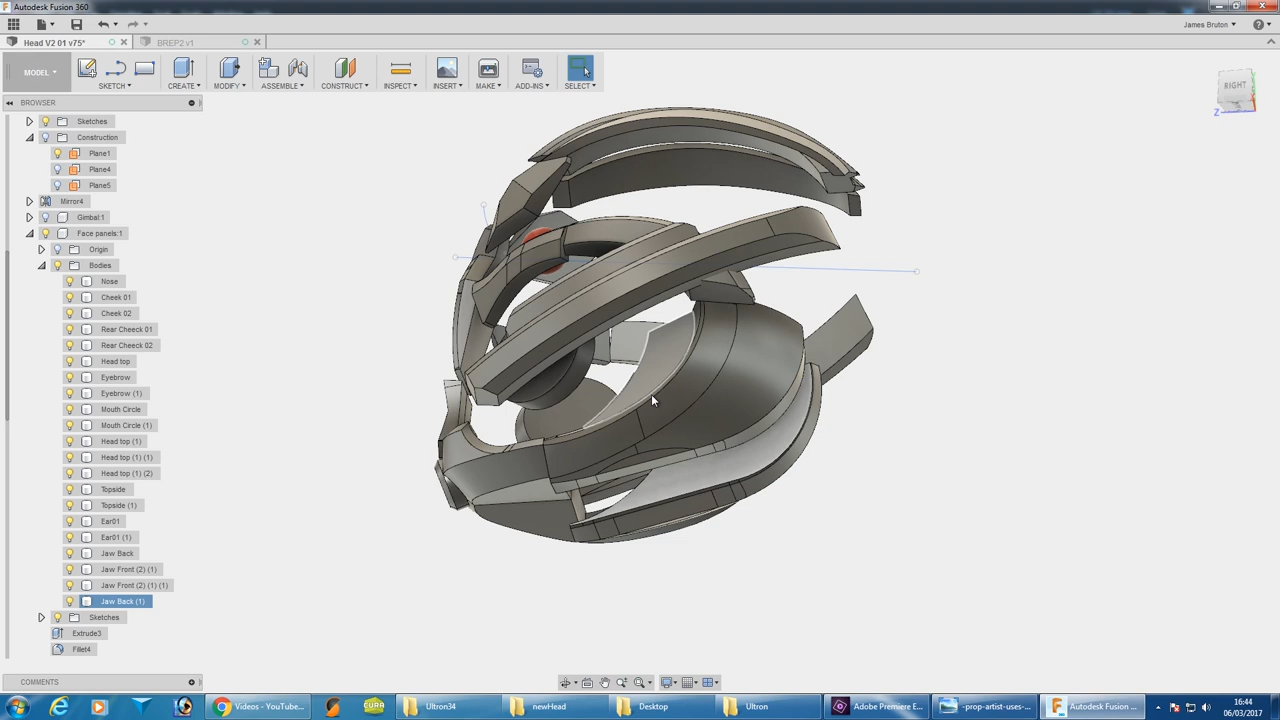 Autodesk Fusion 360
James Bruton
Head V2 01 v75*
BREP2 v1
MODEL
SKETCH
CREATE
MODIFY
ASSEMBLE
CONSTRUCT
INSPECT
INSERT
MAKE
ADD-INS
SELECT
RIGHT
Z
BROWSER
Sketches
Construction
Plane1
Plane4
Plane5
Mirror4
Gimbal:1
Face panels:1
Origin
Bodies
Nose
Cheek 01
Cheek 02
Rear Cheeck 01
Rear Cheeck 02
Head top
Eyebrow
Eyebrow (1)
Mouth Circle
Mouth Circle (1)
Head top (1)
Head top (1) (1)
Head top (1) (2)
Topside
Topside (1)
Ear01
Ear01 (1)
Jaw Back
Jaw Front (2) (1)
Jaw Front (2) (1) (1)
Jaw Back (1)
Sketches
Extrude3
Fillet4
COMMENTS
Videos - YouTube...
CURA
Ultron34
newHead
Desktop
Ultron
Adobe Premiere E...
-prop-artist-uses-...
Autodesk Fusion ...
16:44
06/03/2017